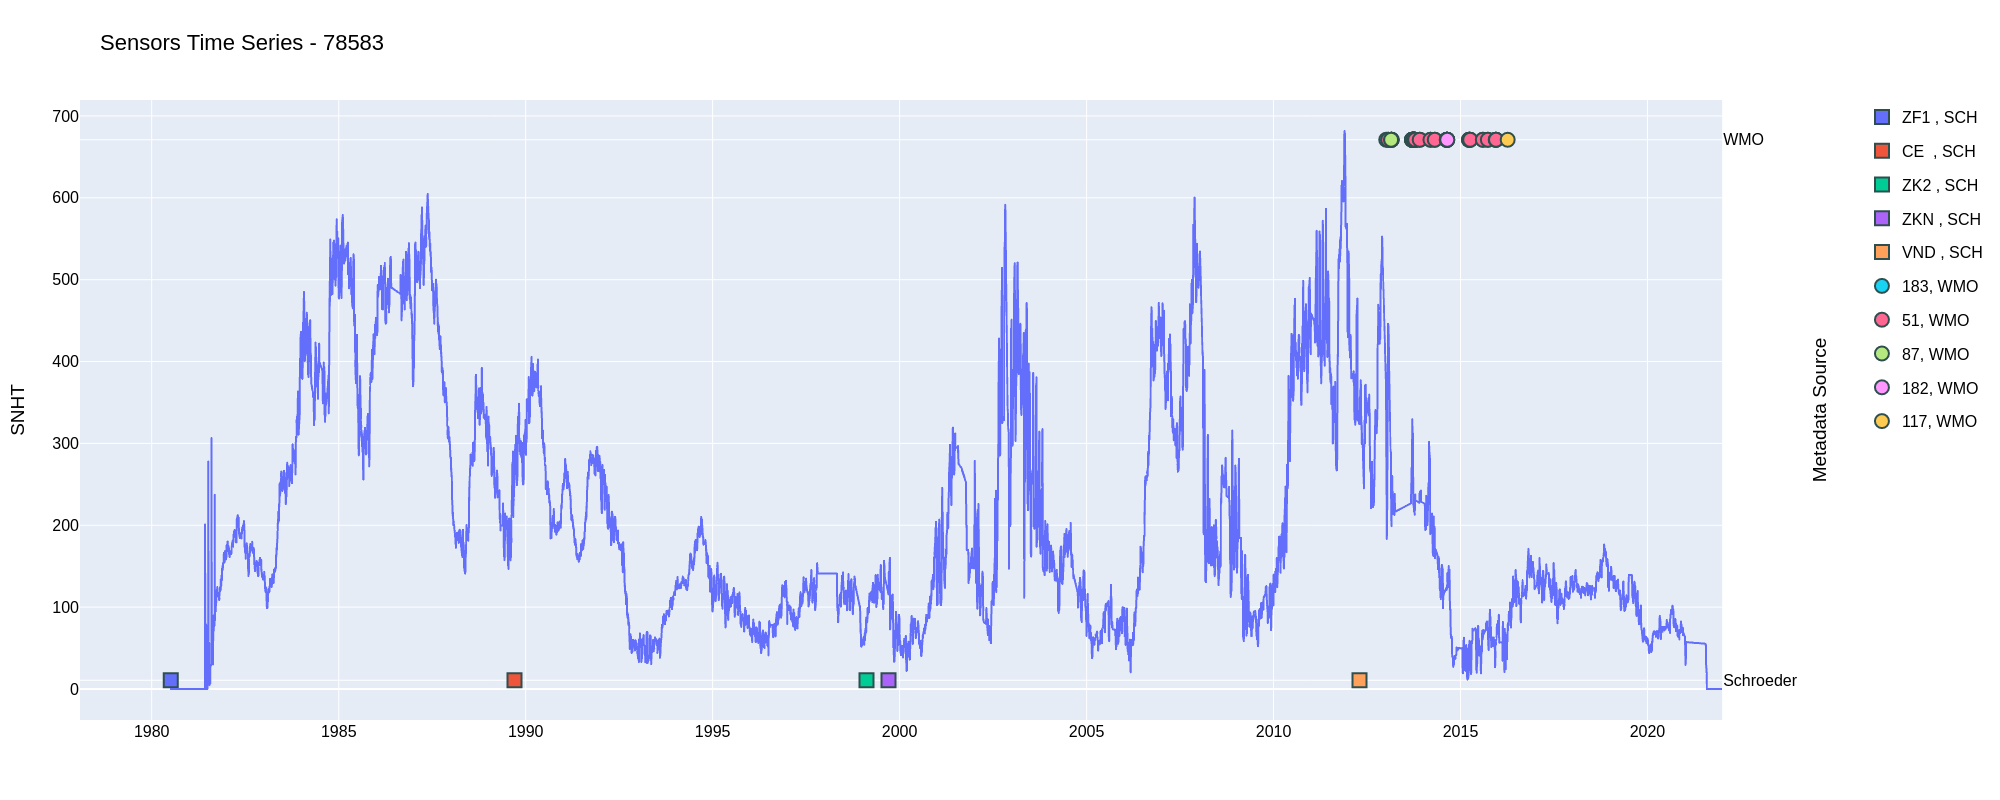 Sensors Time Series - 78583
SNHT
700
600
500
400
300
200
100
0
1980
1985
1990
1995
2000
2005
2010
2015
2020
WMO
Schroeder
Metadata Source
ZF1 , SCH
CE  , SCH
ZK2 , SCH
ZKN , SCH
VND , SCH
183, WMO
51, WMO
87, WMO
182, WMO
117, WMO